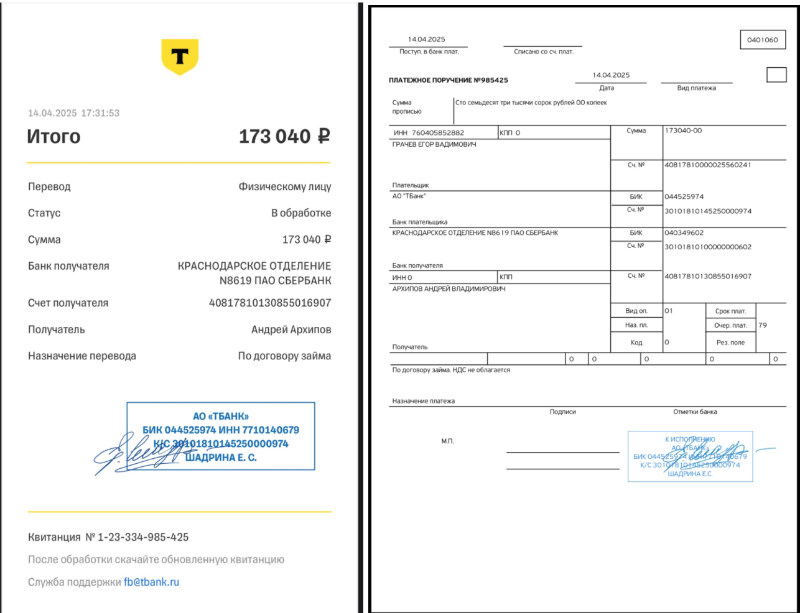 Т
14.04.2025 17:31:53
Итого 173 040 ₽
Перевод Физическому лицу
Статус В обработке
Сумма 173 040 ₽
Банк получателя КРАСНОДАРСКОЕ ОТДЕЛЕНИЕ
N8619 ПАО СБЕРБАНК
Счет получателя 40817810130855016907
Получатель Андрей Архипов
Назначение перевода По договору займа
АО «ТБАНК»
БИК 044525974 ИНН 7710140679
К/С 30101810145250000974
ШАДРИНА Е. С.
Квитанция № 1-23-334-985-425
После обработки скачайте обновленную квитанцию
Служба поддержки fb@tbank.ru
14.04.2025
Поступ. в банк плат. Списано со сч. плат.
0401060
ПЛАТЕЖНОЕ ПОРУЧЕНИЕ №985425
14.04.2025
Дата Вид платежа
Сумма прописью Сто семьдесят три тысячи сорок рублей 00 копеек
ИНН 760405852882 КПП 0 Сумма 173040-00
ГРАЧЕВ ЕГОР ВАДИМОВИЧ
Сч. № 40817810000025560241
Плательщик
АО "ТБанк" БИК 044525974
Сч. № 30101810145250000974
Банк плательщика
КРАСНОДАРСКОЕ ОТДЕЛЕНИЕ N8619 ПАО СБЕРБАНК БИК 040349602
Сч. № 30101810100000000602
Банк получателя
ИНН 0 КПП Сч. № 40817810130855016907
АРХИПОВ АНДРЕЙ ВЛАДИМИРОВИЧ
Вид оп. 01 Срок плат.
Наз. пл. Очер. плат. 79
Код 0 Рез. поле
Получатель
0 0 0 0 0
По договору займа. НДС не облагается
Назначение платежа
Подписи Отметки банка
М.П.
К ИСПОЛНЕНИЮ
АО «ТБАНК»
БИК 044525974 ИНН 7710140679
К/С 30101810145250000974
ШАДРИНА Е.С.